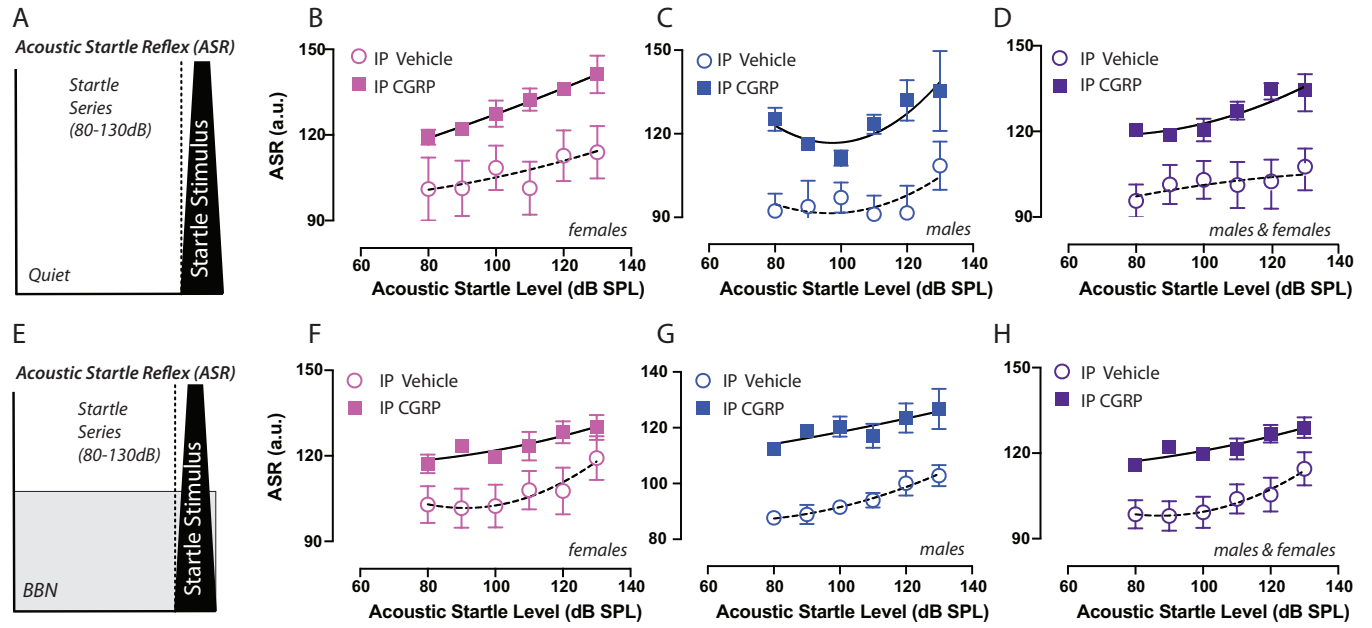 A
Acoustic Startle Reflex (ASR)
Startle
Series
(80-130dB)
Startle Stimulus
Quiet
B
IP Vehicle
IP CGRP
150
120
90
ASR (a.u.)
females
60 80 100 120 140
Acoustic Startle Level (dB SPL)
C
IP Vehicle
IP CGRP
150
120
90
males
60 80 100 120 140
Acoustic Startle Level (dB SPL)
D
IP Vehicle
IP CGRP
150
120
90
males & females
60 80 100 120 140
Acoustic Startle Level (dB SPL)
E
Acoustic Startle Reflex (ASR)
Startle
Series
(80-130dB)
Startle Stimulus
BBN
F
IP Vehicle
IP CGRP
150
120
90
ASR (a.u.)
females
60 80 100 120 140
Acoustic Startle Level (dB SPL)
G
IP Vehicle
IP CGRP
140
120
100
80
males
60 80 100 120 140
Acoustic Startle Level (dB SPL)
H
IP Vehicle
IP CGRP
150
120
90
males & females
60 80 100 120 140
Acoustic Startle Level (dB SPL)